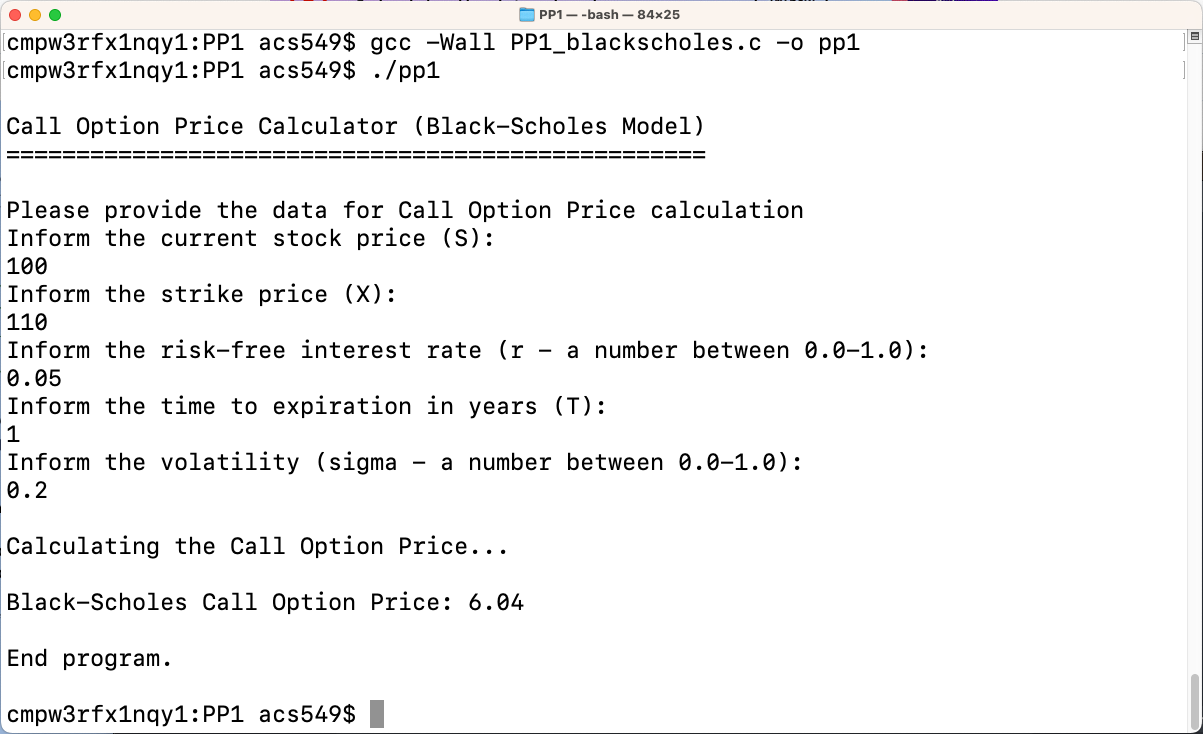 PP1 — -bash — 84×25
cmpw3rfx1nqy1:PP1 acs549$ gcc -Wall PP1_blackscholes.c -o pp1
cmpw3rfx1nqy1:PP1 acs549$ ./pp1
Call Option Price Calculator (Black-Scholes Model)
==================================================
Please provide the data for Call Option Price calculation
Inform the current stock price (S):
100
Inform the strike price (X):
110
Inform the risk-free interest rate (r - a number between 0.0-1.0):
0.05
Inform the time to expiration in years (T):
1
Inform the volatility (sigma - a number between 0.0-1.0):
0.2
Calculating the Call Option Price...
Black-Scholes Call Option Price: 6.04
End program.
cmpw3rfx1nqy1:PP1 acs549$